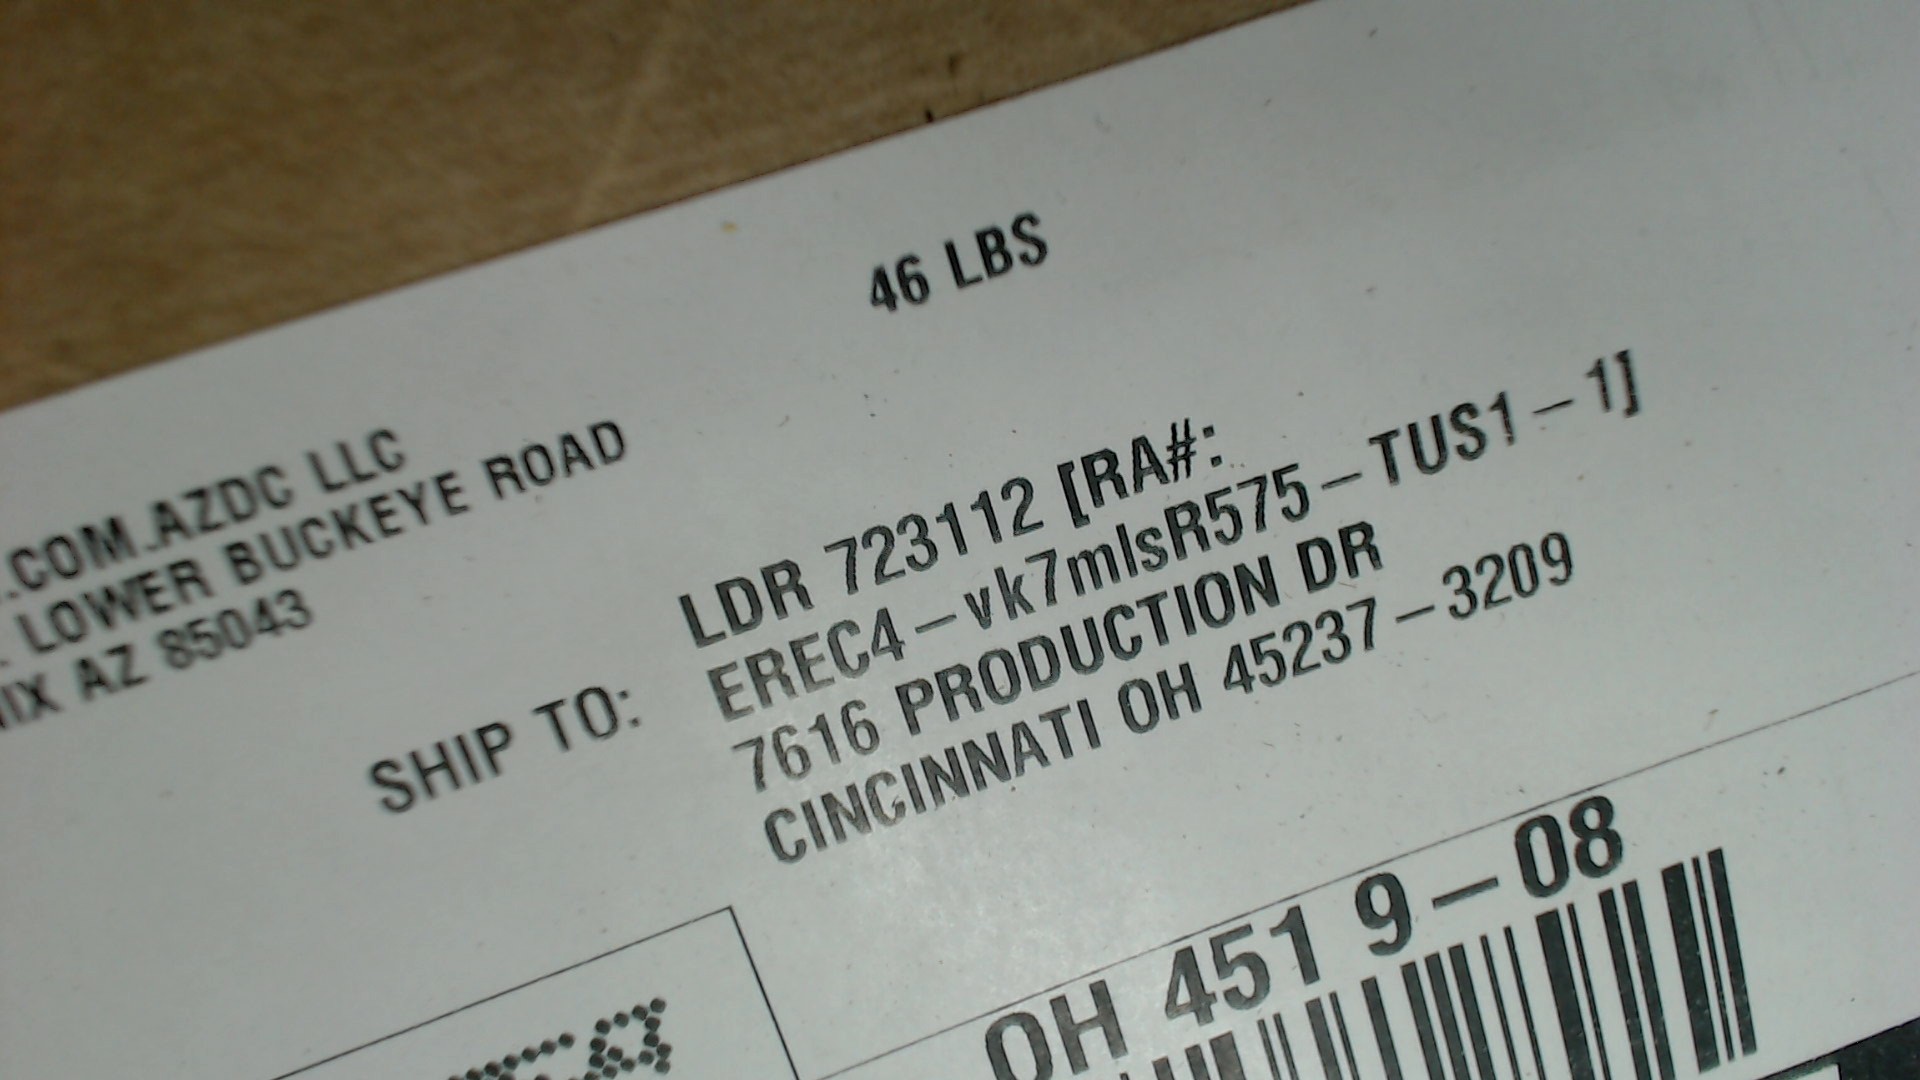 46 LBS
.COM.AZDC LLC
LOWER BUCKEYE ROAD
AZ 85043
SHIP TO:
LDR 723112 [RA#:
EREC4-vk7mlsR575-TUS1-1]
7616 PRODUCTION DR
CINCINNATI OH 45237-3209
OH 451 9-08